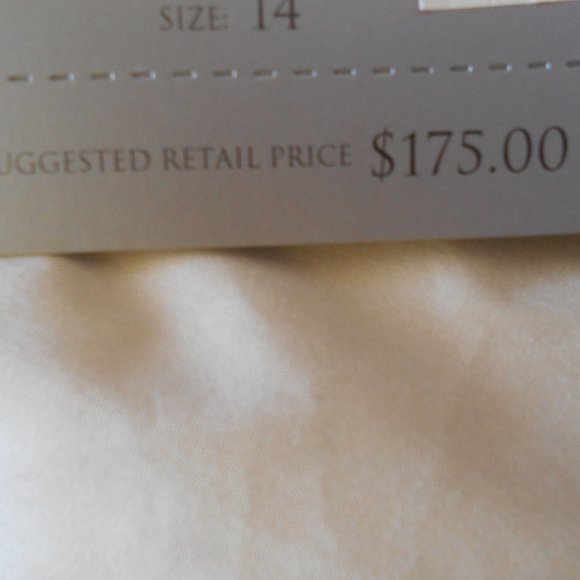 SIZE: 14
UGGESTED RETAIL PRICE $175.00